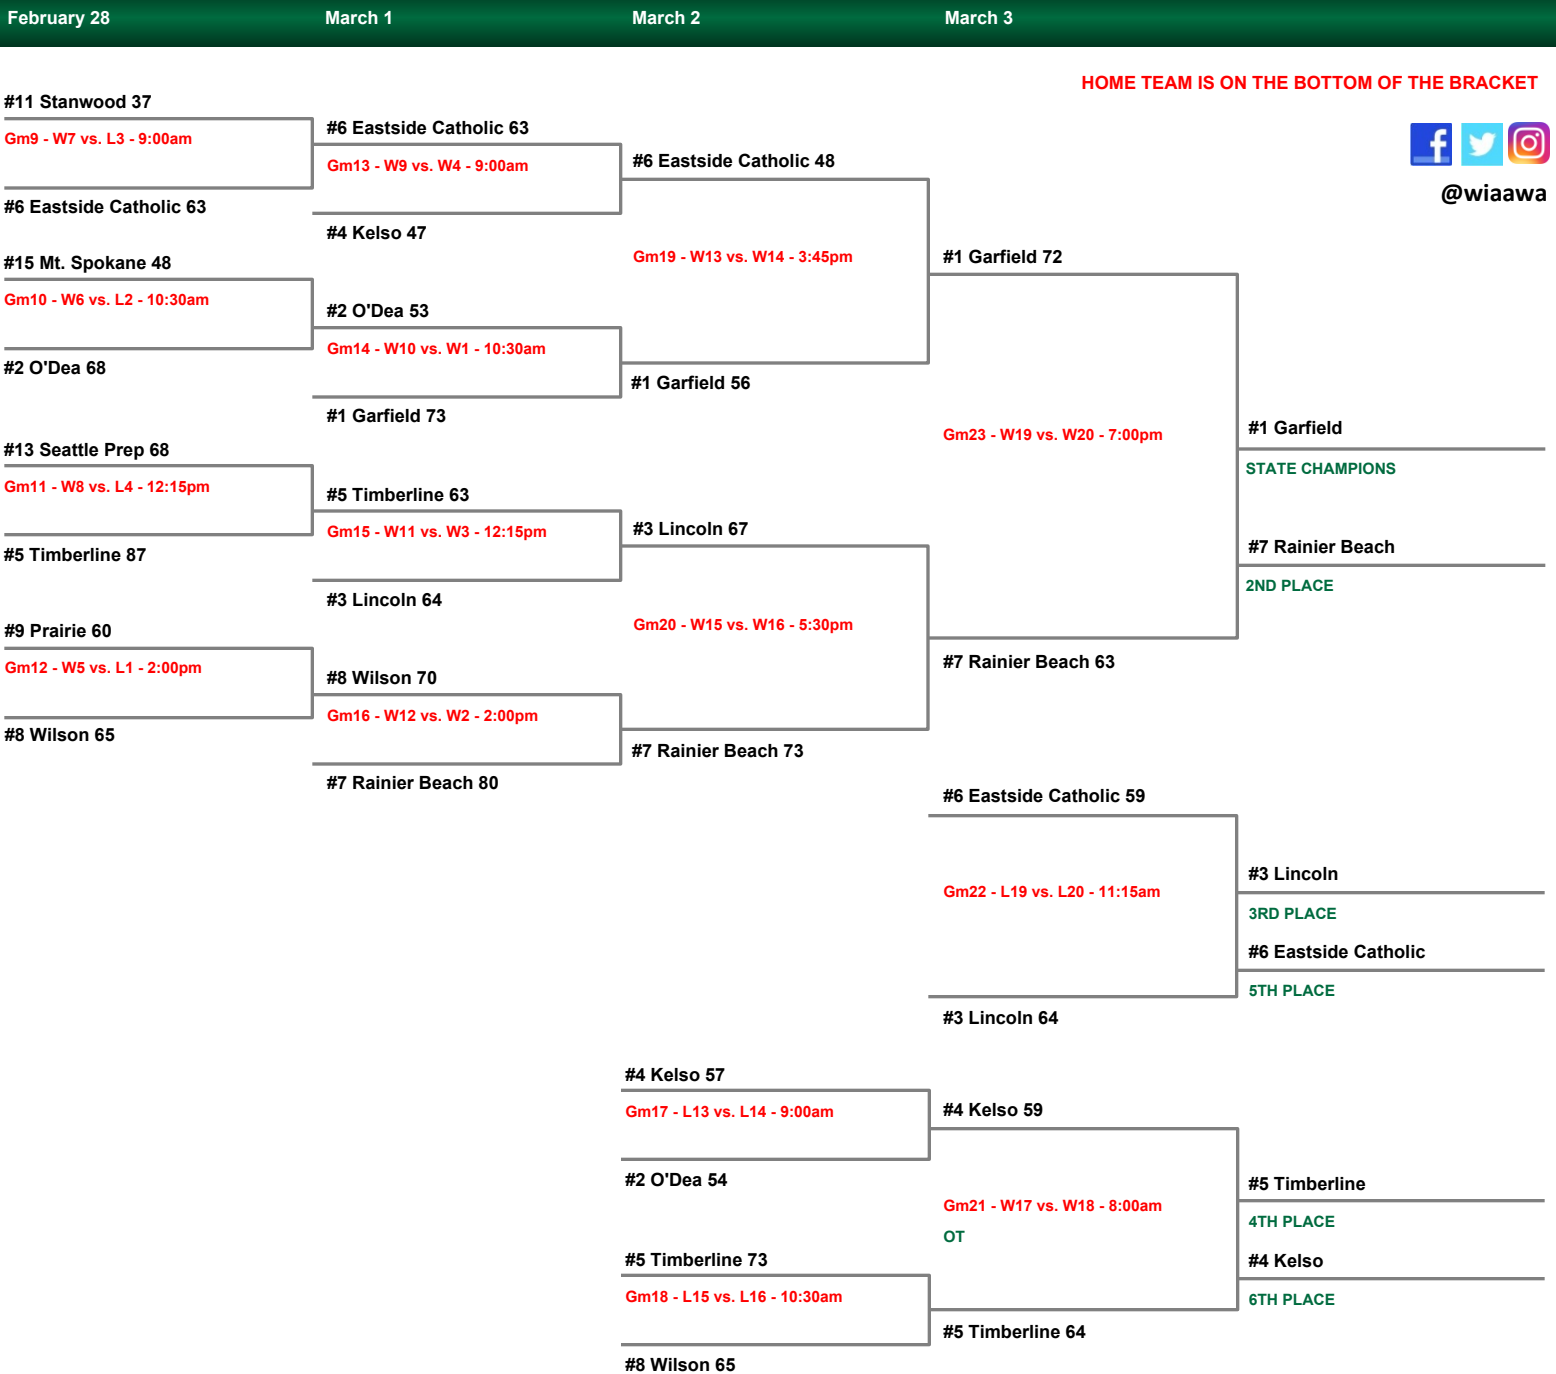 February 28
March 1
March 2
March 3
HOME TEAM IS ON THE BOTTOM OF THE BRACKET
@wiaawa
#11 Stanwood 37
Gm9 - W7 vs. L3 - 9:00am
#6 Eastside Catholic 63
#15 Mt. Spokane 48
Gm10 - W6 vs. L2 - 10:30am
#2 O'Dea 68
#13 Seattle Prep 68
Gm11 - W8 vs. L4 - 12:15pm
#5 Timberline 87
#9 Prairie 60
Gm12 - W5 vs. L1 - 2:00pm
#8 Wilson 65
#6 Eastside Catholic 63
Gm13 - W9 vs. W4 - 9:00am
#4 Kelso 47
#2 O'Dea 53
Gm14 - W10 vs. W1 - 10:30am
#1 Garfield 73
#5 Timberline 63
Gm15 - W11 vs. W3 - 12:15pm
#3 Lincoln 64
#8 Wilson 70
Gm16 - W12 vs. W2 - 2:00pm
#7 Rainier Beach 80
#6 Eastside Catholic 48
Gm19 - W13 vs. W14 - 3:45pm
#1 Garfield 56
#3 Lincoln 67
Gm20 - W15 vs. W16 - 5:30pm
#7 Rainier Beach 73
#4 Kelso 57
Gm17 - L13 vs. L14 - 9:00am
#2 O'Dea 54
#5 Timberline 73
Gm18 - L15 vs. L16 - 10:30am
#8 Wilson 65
#1 Garfield 72
Gm23 - W19 vs. W20 - 7:00pm
#7 Rainier Beach 63
#6 Eastside Catholic 59
Gm22 - L19 vs. L20 - 11:15am
#3 Lincoln 64
#4 Kelso 59
Gm21 - W17 vs. W18 - 8:00am
OT
#5 Timberline 64
#1 Garfield
STATE CHAMPIONS
#7 Rainier Beach
2ND PLACE
#3 Lincoln
3RD PLACE
#6 Eastside Catholic
5TH PLACE
#5 Timberline
4TH PLACE
#4 Kelso
6TH PLACE